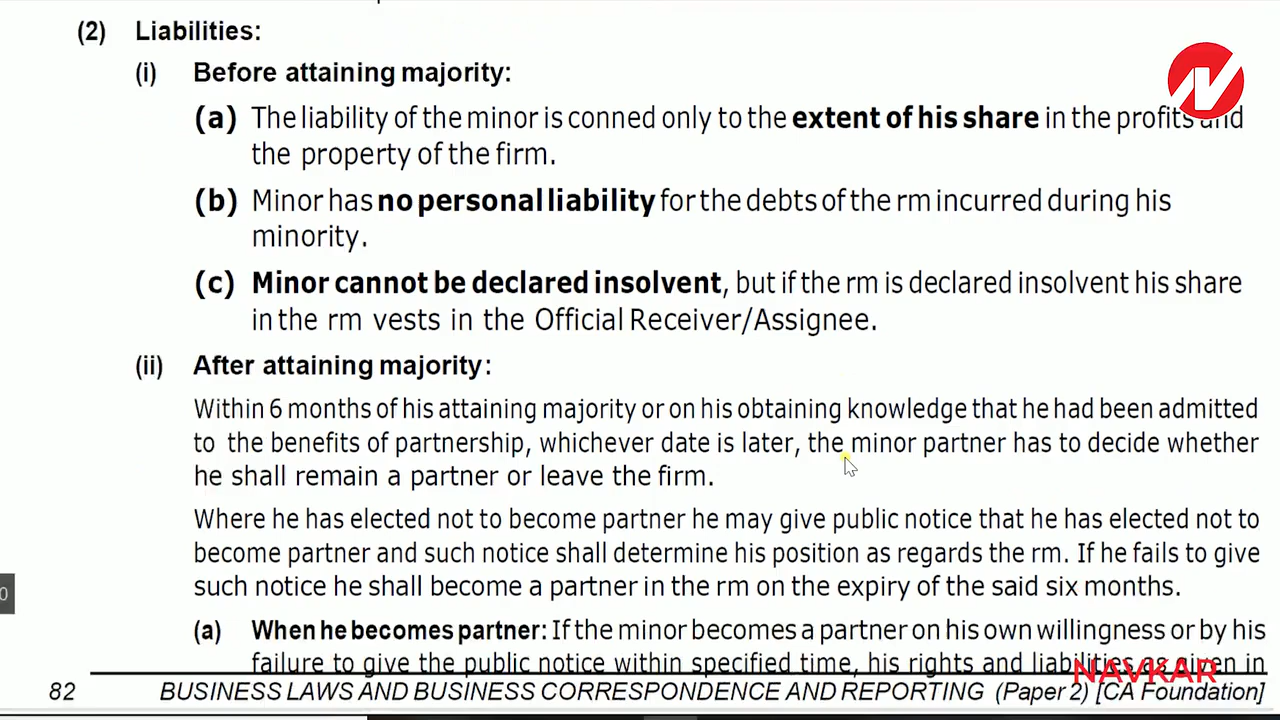 (2) Liabilities:
(i) Before attaining majority:
(a) The liability of the minor is conned only to the extent of his share in the profits and
the property of the firm.
(b) Minor has no personal liability for the debts of the rm incurred during his
minority.
(c) Minor cannot be declared insolvent, but if the rm is declared insolvent his share
in the rm vests in the Official Receiver/Assignee.
(ii) After attaining majority:
Within 6 months of his attaining majority or on his obtaining knowledge that he had been admitted
to the benefits of partnership, whichever date is later, the minor partner has to decide whether
he shall remain a partner or leave the firm.
Where he has elected not to become partner he may give public notice that he has elected not to
become partner and such notice shall determine his position as regards the rm. If he fails to give
such notice he shall become a partner in the rm on the expiry of the said six months.
(a) When he becomes partner: If the minor becomes a partner on his own willingness or by his
failure to give the public notice within specified time, his rights and liabilities as given in
NAVKAR
82 BUSINESS LAWS AND BUSINESS CORRESPONDENCE AND REPORTING (Paper 2) [CA Foundation]